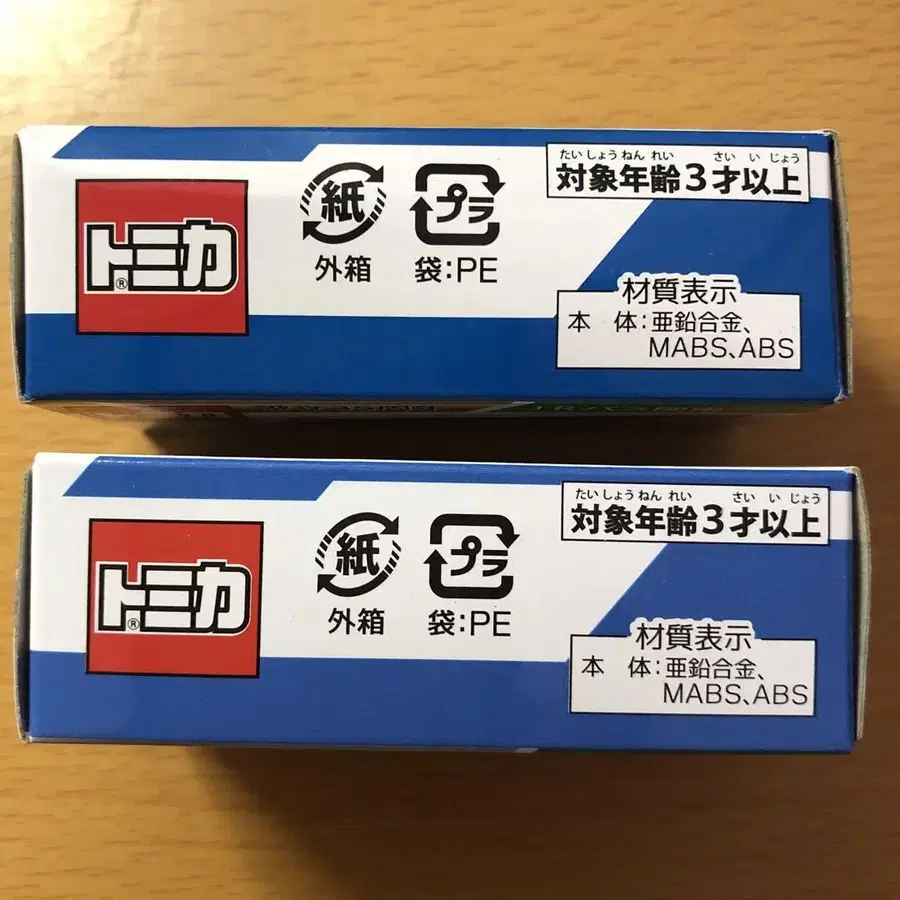 たいしょうねんれい さいいじょう
対象年齢3才以上
トミカ®
紙 プラ
外箱 袋:PE
材質表示
本 体:亜鉛合金、
MABS、ABS
たいしょうねんれい さいいじょう
対象年齢3才以上
トミカ®
紙 プラ
外箱 袋:PE
材質表示
本 体:亜鉛合金、
MABS、ABS